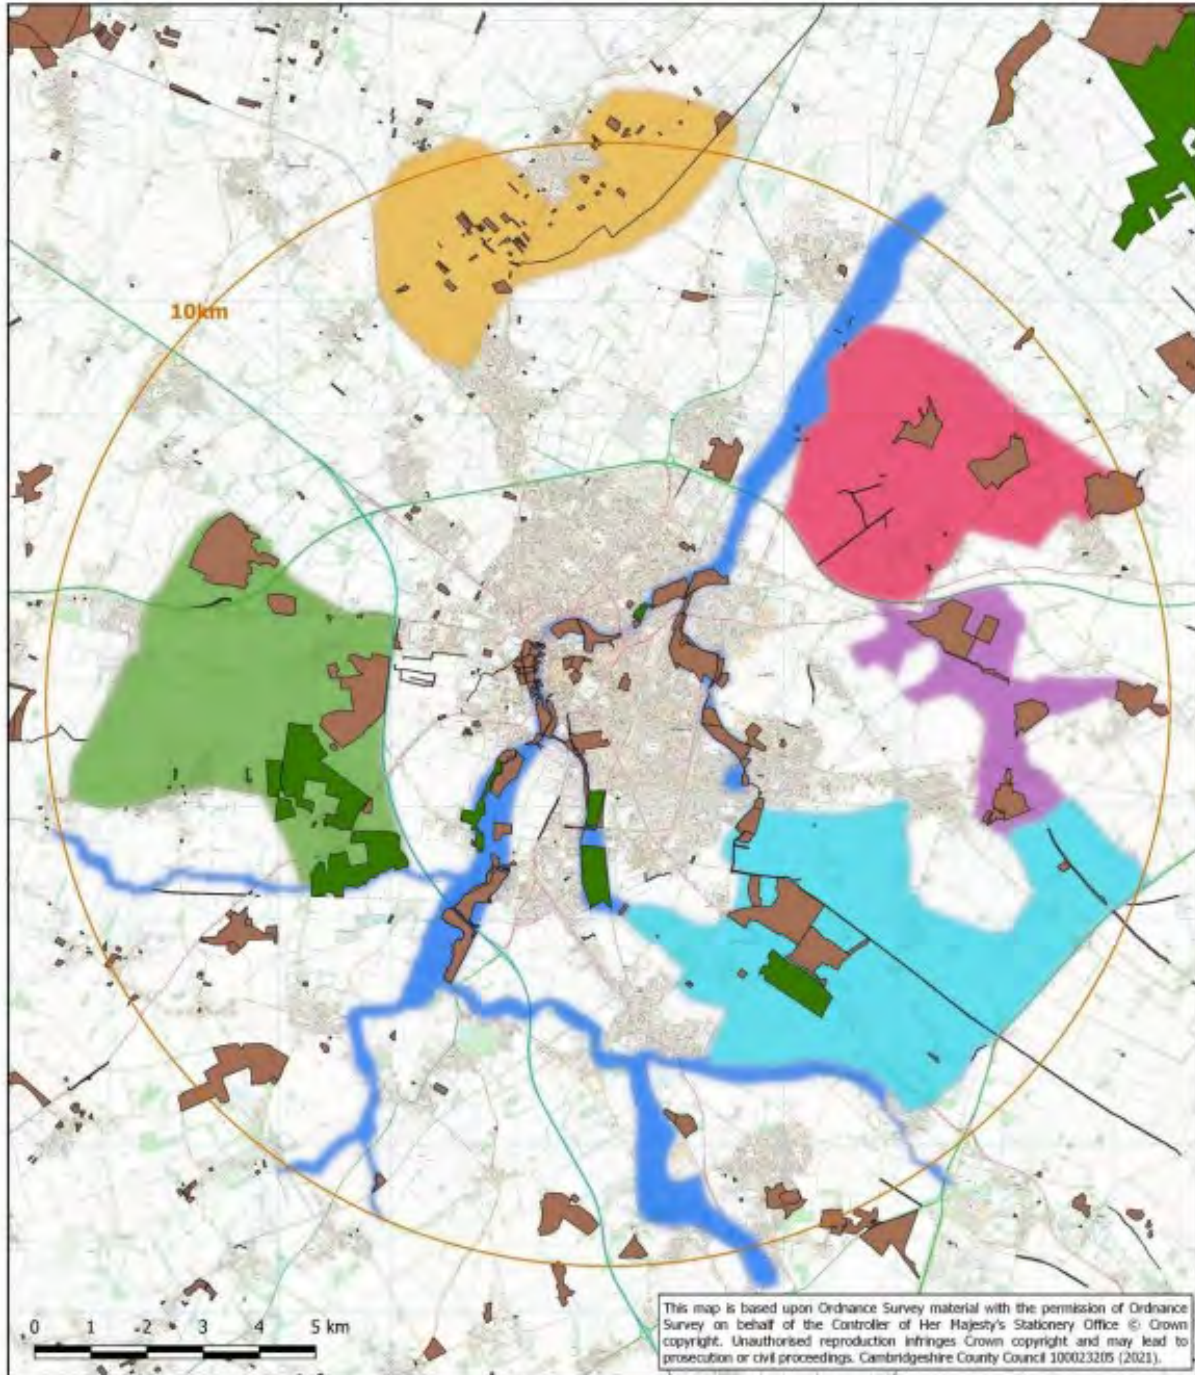 10km
0 1 2 3 4 5 km
This map is based upon Ordnance Survey material with the permission of Ordnance
Survey on behalf of the Controller of Her Majesty's Stationery Office © Crown
copyright. Unauthorised reproduction infringes Crown copyright and may lead to
prosecution or civil proceedings. Cambridgeshire County Council 100023205 (2021).